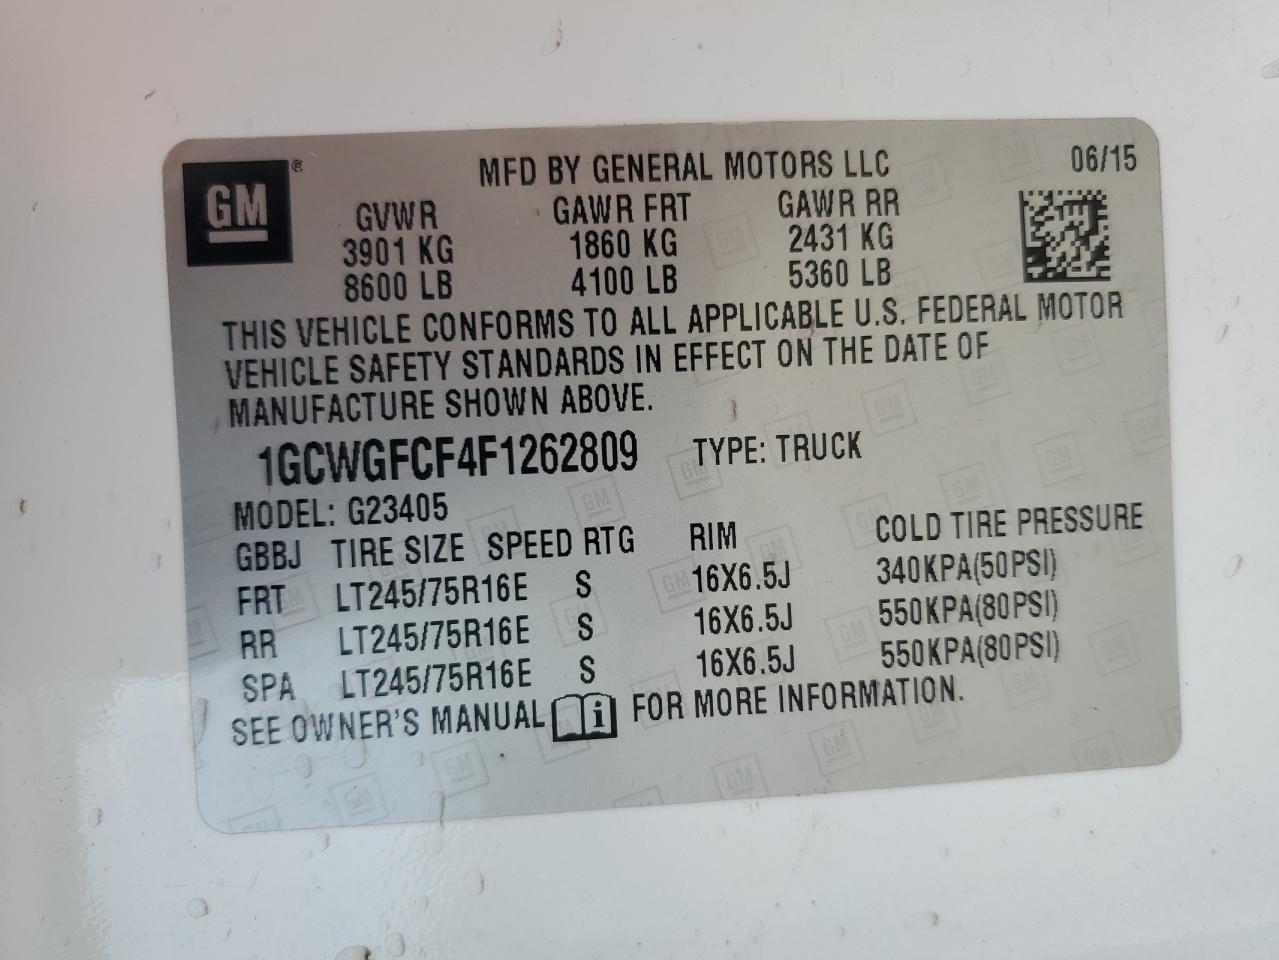 GM ® MFD BY GENERAL MOTORS LLC 06/15
GVWR GAWR FRT GAWR RR
3901 KG 1860 KG 2431 KG
8600 LB 4100 LB 5360 LB
THIS VEHICLE CONFORMS TO ALL APPLICABLE U.S. FEDERAL MOTOR
VEHICLE SAFETY STANDARDS IN EFFECT ON THE DATE OF
MANUFACTURE SHOWN ABOVE.
1GCWGFCF4F1262809 TYPE: TRUCK
MODEL: G23405
GBBJ TIRE SIZE SPEED RTG RIM COLD TIRE PRESSURE
FRT LT245/75R16E S 16X6.5J 340KPA(50PSI)
RR LT245/75R16E S 16X6.5J 550KPA(80PSI)
SPA LT245/75R16E S 16X6.5J 550KPA(80PSI)
SEE OWNER'S MANUAL i FOR MORE INFORMATION.